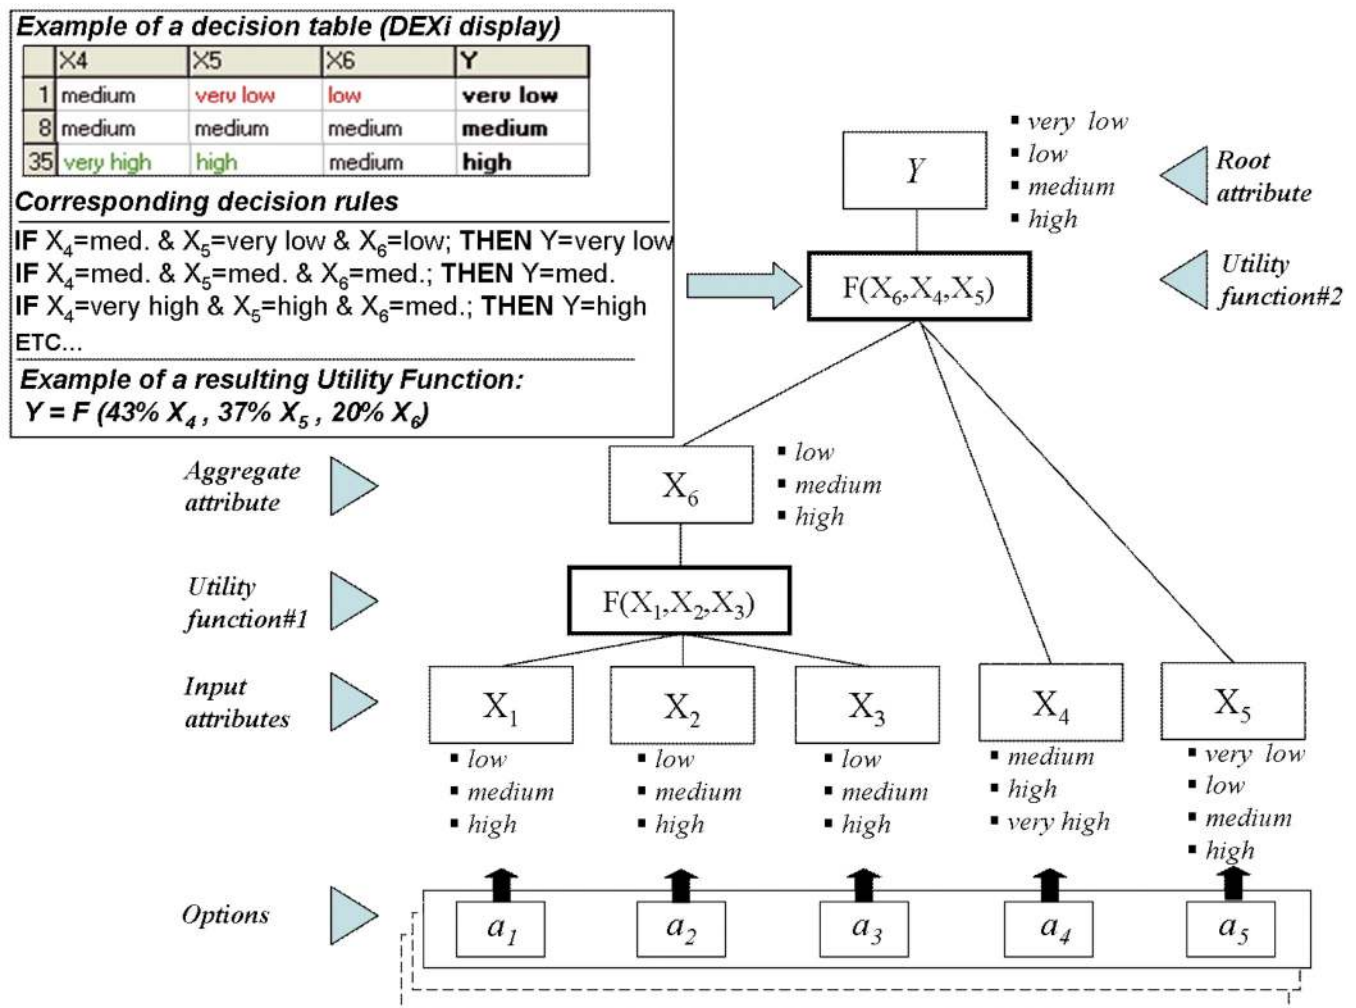 Example of a decision table (DEXi display)
X4 X5 X6 Y
1 medium very low low very low
8 medium medium medium medium
35 very high high medium high
Corresponding decision rules
IF X4=med. & X5=very low & X6=low; THEN Y=very low
IF X4=med. & X5=med. & X6=med.; THEN Y=med.
IF X4=very high & X5=high & X6=med.; THEN Y=high
ETC...
Example of a resulting Utility Function:
Y = F (43% X4 , 37% X5 , 20% X6)
Y
▪ very low
▪ low
▪ medium
▪ high
Root
attribute
F(X6,X4,X5)
Utility
function#2
Aggregate
attribute
X6
▪ low
▪ medium
▪ high
Utility
function#1
F(X1,X2,X3)
Input
attributes
X1
▪ low
▪ medium
▪ high
X2
▪ low
▪ medium
▪ high
X3
▪ low
▪ medium
▪ high
X4
▪ medium
▪ high
▪ very high
X5
▪ very low
▪ low
▪ medium
▪ high
Options
a1 a2 a3 a4 a5